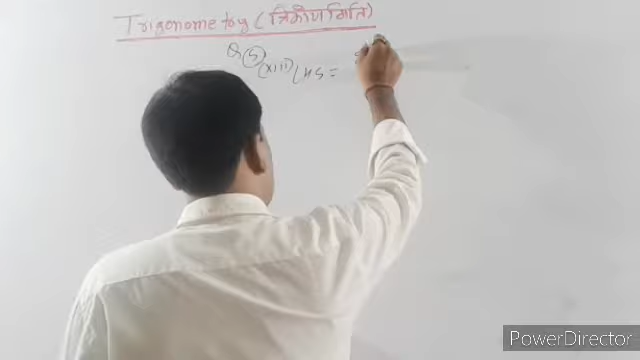 Trigonometry (त्रिकोणमिति)
Q (5)
(XIII) LHS =
PowerDirector